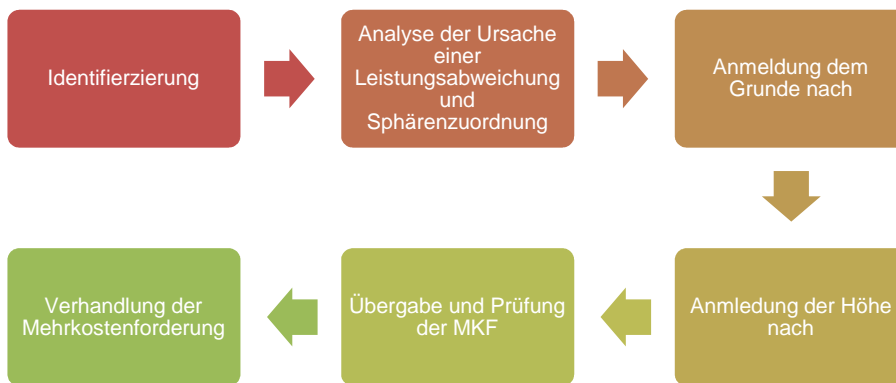 Identifierzierung
Analyse der Ursache
einer
Leistungsabweichung
und
Sphärenzuordnung
Anmeldung dem
Grunde nach
Anmledung der Höhe
nach
Übergabe und Prüfung
der MKF
Verhandlung der
Mehrkostenforderung